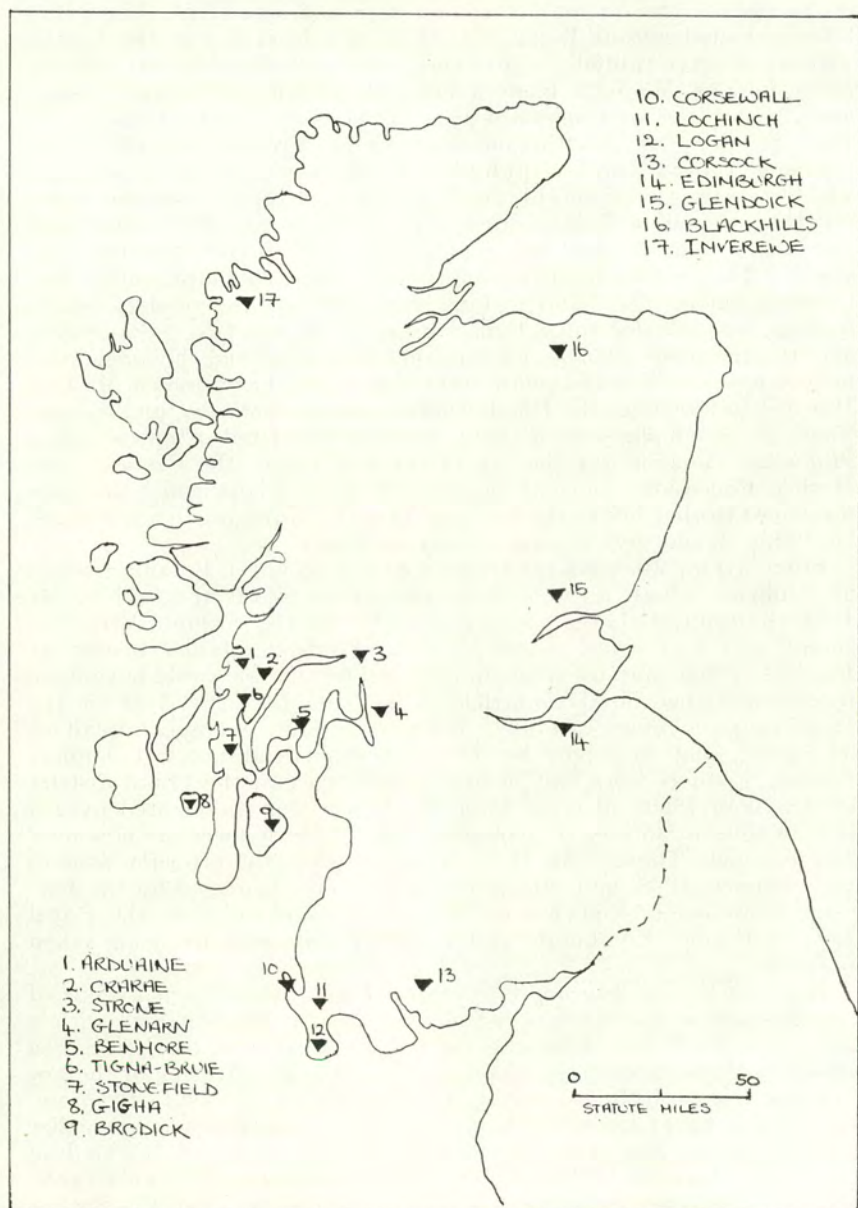 10. CORSEWALL
11. LOCHINCH
12. LOGAN
13. CORSOCK
14. EDINBURGH
15. GLENDOICK
16. BLACKHILLS
17. INVEREWE
17
16
15
1
2
3
6
5
4
7
14
8
9
10
13
11
12
1. ARDUAINE
2. CRARAE
3. STRONE
4. GLENARN
5. BENMORE
6. TIGNA-BRUIE
7. STONEFIELD
8. GIGHA
9. BRODICK
0 50
STATUTE MILES